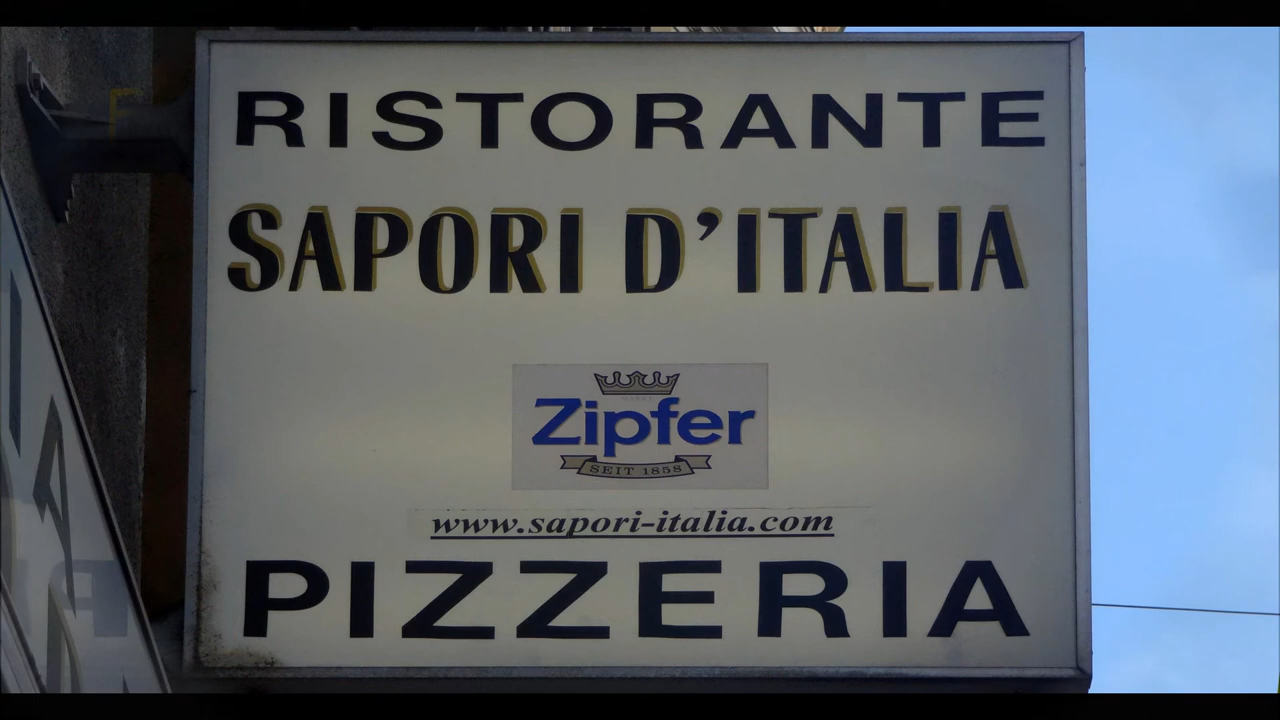 RISTORANTE
SAPORI D'ITALIA
Zipfer
SEIT 1858
www.sapori-italia.com
PIZZERIA